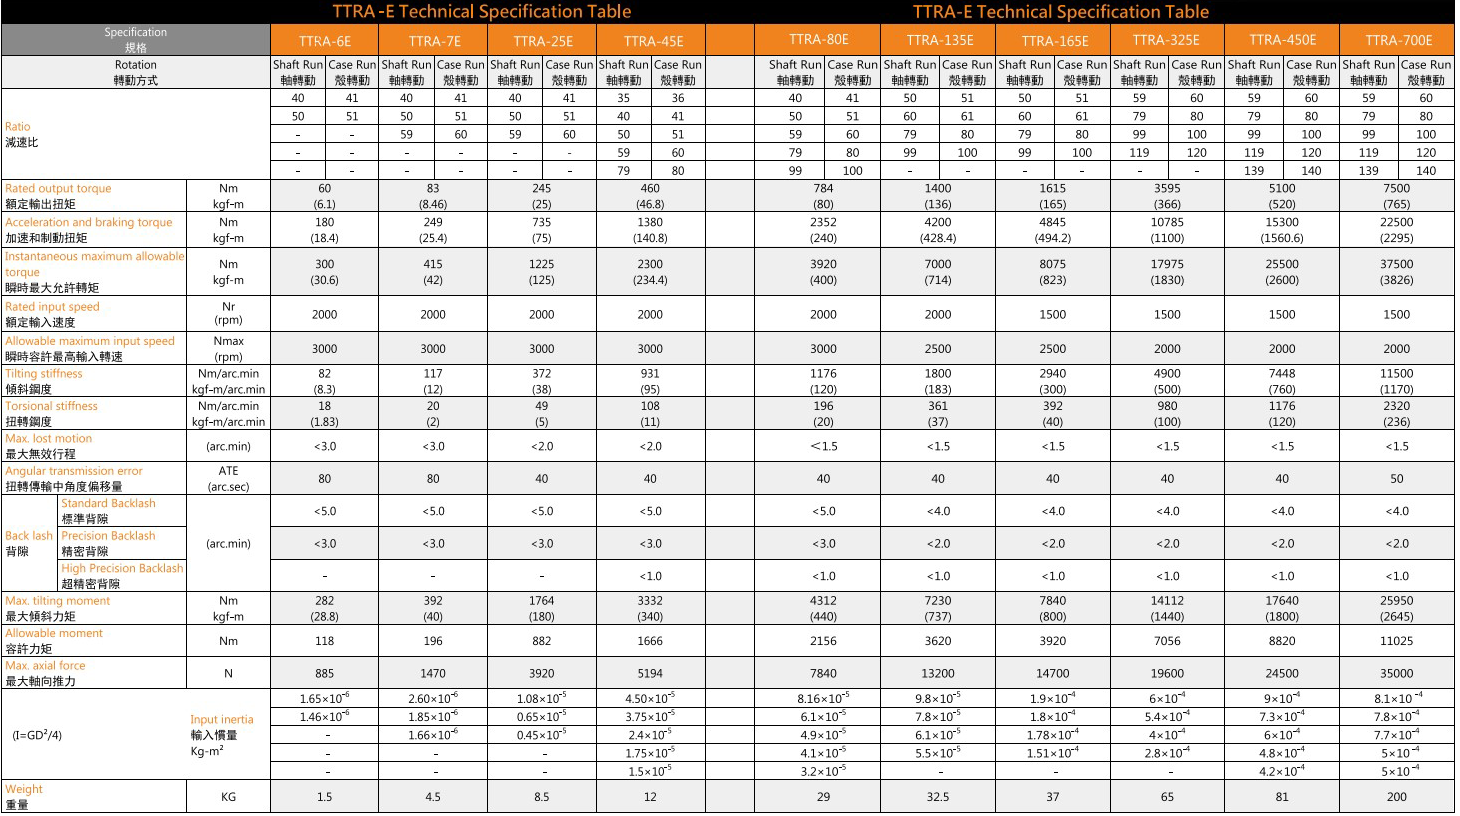 TTRA -E Technical Specification Table TTRA-E Technical Specification Table
Specification
規格
TTRA-6E TTRA-7E TTRA-25E TTRA-45E TTRA-80E TTRA-135E TTRA-165E TTRA-325E TTRA-450E TTRA-700E
Rotation
轉動方式
Shaft Run Case Run Shaft Run Case Run Shaft Run Case Run Shaft Run Case Run Shaft Run Case Run Shaft Run Case Run Shaft Run Case Run Shaft Run Case Run Shaft Run Case Run Shaft Run Case Run
軸轉動 殼轉動 軸轉動 殼轉動 軸轉動 殼轉動 軸轉動 殼轉動 軸轉動 殼轉動 軸轉動 殼轉動 軸轉動 殼轉動 軸轉動 殼轉動 軸轉動 殼轉動 軸轉動 殼轉動
Ratio
減速比
40 41 40 41 40 41 35 36 40 41 50 51 50 51 59 60 59 60 59 60
50 51 50 51 50 51 40 41 50 51 60 61 60 61 79 80 79 80 79 80
- - 59 60 59 60 50 51 59 60 79 80 79 80 99 100 99 100 99 100
- - - - - - 59 60 79 80 99 100 99 100 119 120 119 120 119 120
- - - - - - 79 80 99 100 - - - - - - 139 140 139 140
Rated output torque Nm 60 83 245 460 784 1400 1615 3595 5100 7500
額定輸出扭矩 kgf-m (6.1) (8.46) (25) (46.8) (80) (136) (165) (366) (520) (765)
Acceleration and braking torque Nm 180 249 735 1380 2352 4200 4845 10785 15300 22500
加速和制動扭矩 kgf-m (18.4) (25.4) (75) (140.8) (240) (428.4) (494.2) (1100) (1560.6) (2295)
Instantaneous maximum allowable
torque
瞬時最大允許轉矩
Nm 300 415 1225 2300 3920 7000 8075 17975 25500 37500
kgf-m (30.6) (42) (125) (234.4) (400) (714) (823) (1830) (2600) (3826)
Rated input speed
額定輸入速度
Nr
(rpm)
2000 2000 2000 2000 2000 2000 1500 1500 1500 1500
Allowable maximum input speed
瞬時容許最高輸入轉速
Nmax
(rpm)
3000 3000 3000 3000 3000 2500 2500 2000 2000 2000
Tilting stiffness Nm/arc.min 82 117 372 931 1176 1800 2940 4900 7448 11500
傾斜鋼度 kgf-m/arc.min (8.3) (12) (38) (95) (120) (183) (300) (500) (760) (1170)
Torsional stiffness Nm/arc.min 18 20 49 108 196 361 392 980 1176 2320
扭轉鋼度 kgf-m/arc.min (1.83) (2) (5) (11) (20) (37) (40) (100) (120) (236)
Max. lost motion
最大無效行程
(arc.min) <3.0 <3.0 <2.0 <2.0 <1.5 <1.5 <1.5 <1.5 <1.5 <1.5
Angular transmission error
扭轉傳輸中角度偏移量
ATE
(arc.sec)
80 80 40 40 40 40 40 40 40 50
Back lash
背隙
(arc.min)
Standard Backlash
標準背隙
<5.0 <5.0 <5.0 <5.0 <5.0 <4.0 <4.0 <4.0 <4.0 <4.0
Precision Backlash
精密背隙
<3.0 <3.0 <3.0 <3.0 <3.0 <2.0 <2.0 <2.0 <2.0 <2.0
High Precision Backlash
超精密背隙
- - - <1.0 <1.0 <1.0 <1.0 <1.0 <1.0 <1.0
Max. tilting moment Nm 282 392 1764 3332 4312 7230 7840 14112 17640 25950
最大傾斜力矩 kgf-m (28.8) (40) (180) (340) (440) (737) (800) (1440) (1800) (2645)
Allowable moment
容許力矩
Nm 118 196 882 1666 2156 3620 3920 7056 8820 11025
Max. axial force
最大軸向推力
N 885 1470 3920 5194 7840 13200 14700 19600 24500 35000
(I=GD²/4)
Input inertia
輸入慣量
Kg-m²
1.65×10⁻⁶ 2.60×10⁻⁶ 1.08×10⁻⁵ 4.50×10⁻⁵ 8.16×10⁻⁵ 9.8×10⁻⁵ 1.9×10⁻⁴ 6×10⁻⁴ 9×10⁻⁴ 8.1×10⁻⁴
1.46×10⁻⁶ 1.85×10⁻⁶ 0.65×10⁻⁵ 3.75×10⁻⁵ 6.1×10⁻⁵ 7.8×10⁻⁵ 1.8×10⁻⁴ 5.4×10⁻⁴ 7.3×10⁻⁴ 7.8×10⁻⁴
- 1.66×10⁻⁶ 0.45×10⁻⁵ 2.4×10⁻⁵ 4.9×10⁻⁵ 6.1×10⁻⁵ 1.78×10⁻⁴ 4×10⁻⁴ 6×10⁻⁴ 7.7×10⁻⁴
- - - 1.75×10⁻⁵ 4.1×10⁻⁵ 5.5×10⁻⁵ 1.51×10⁻⁴ 2.8×10⁻⁴ 4.8×10⁻⁴ 5×10⁻⁴
- - - 1.5×10⁻⁵ 3.2×10⁻⁵ - - - 4.2×10⁻⁴ 5×10⁻⁴
Weight
重量
KG 1.5 4.5 8.5 12 29 32.5 37 65 81 200